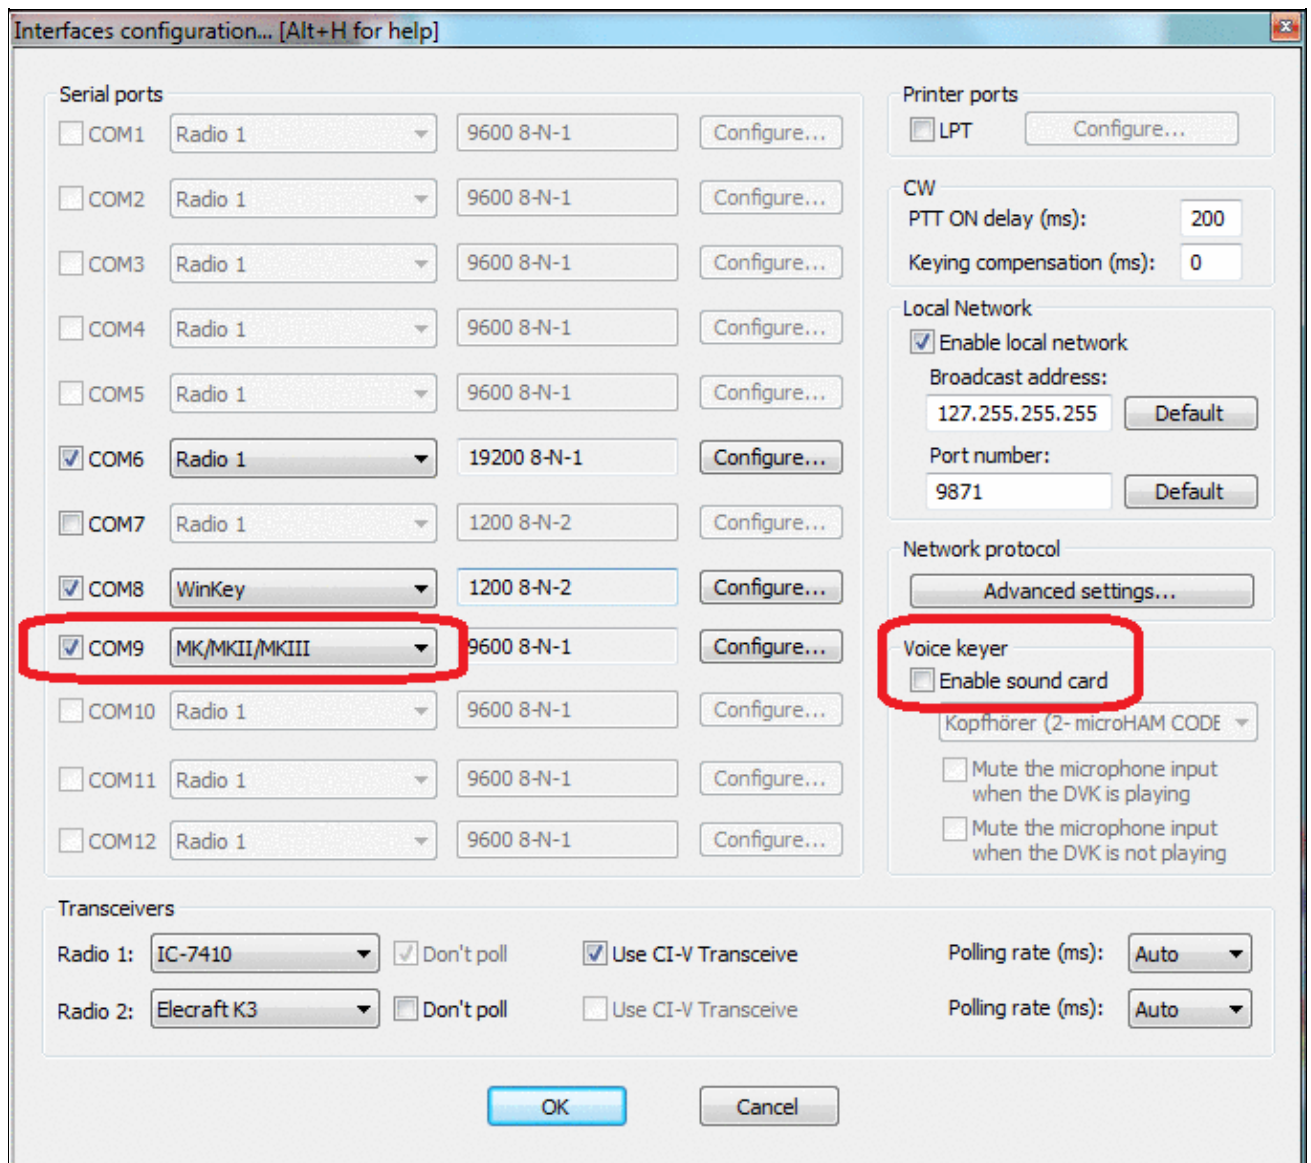 Interfaces configuration... [Alt+H for help]
Serial ports
COM1 Radio 1 9600 8-N-1 Configure...
COM2 Radio 1 9600 8-N-1 Configure...
COM3 Radio 1 9600 8-N-1 Configure...
COM4 Radio 1 9600 8-N-1 Configure...
COM5 Radio 1 9600 8-N-1 Configure...
COM6 Radio 1 19200 8-N-1 Configure...
COM7 Radio 1 1200 8-N-2 Configure...
COM8 WinKey 1200 8-N-2 Configure...
COM9 MK/MKII/MKIII 9600 8-N-1 Configure...
COM10 Radio 1 9600 8-N-1 Configure...
COM11 Radio 1 9600 8-N-1 Configure...
COM12 Radio 1 9600 8-N-1 Configure...
Printer ports
LPT Configure...
CW
PTT ON delay (ms): 200
Keying compensation (ms): 0
Local Network
Enable local network
Broadcast address:
127.255.255.255 Default
Port number:
9871 Default
Network protocol
Advanced settings...
Voice keyer
Enable sound card
Kopfhörer (2- microHAM CODE
Mute the microphone input
when the DVK is playing
Mute the microphone input
when the DVK is not playing
Transceivers
Radio 1: IC-7410 Don't poll Use CI-V Transceive Polling rate (ms): Auto
Radio 2: Elecraft K3 Don't poll Use CI-V Transceive Polling rate (ms): Auto
OK Cancel